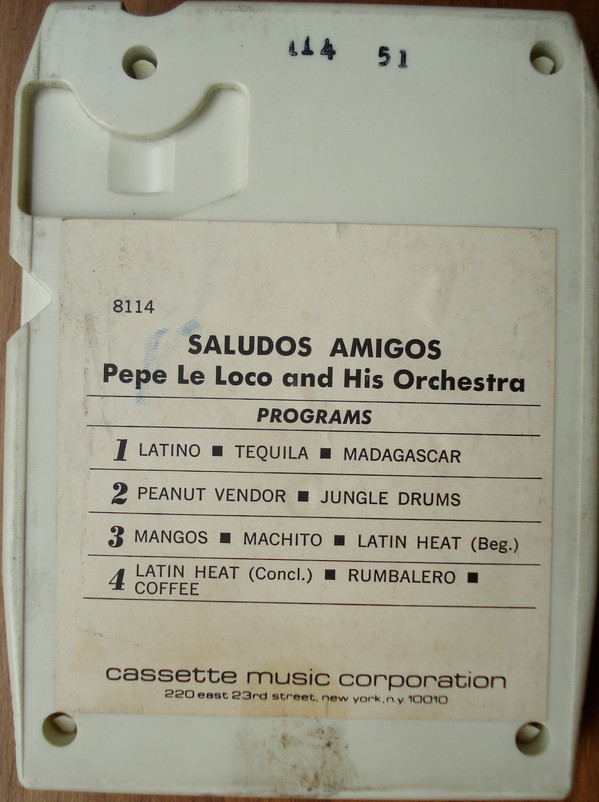 114 51
8114
SALUDOS AMIGOS
Pepe Le Loco and His Orchestra
PROGRAMS
1 LATINO ■ TEQUILA ■ MADAGASCAR
2 PEANUT VENDOR ■ JUNGLE DRUMS
3 MANGOS ■ MACHITO ■ LATIN HEAT (Beg.)
4 LATIN HEAT (Concl.) ■ RUMBALERO ■
COFFEE
cassette music corporation
220 east 23rd street, new york, n.y. 10010